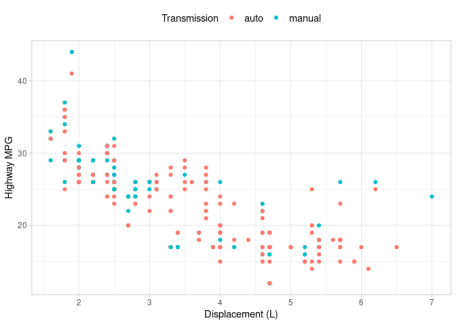 Transmission auto manual
40
30
20
Highway MPG
2 3 4 5 6 7
Displacement (L)